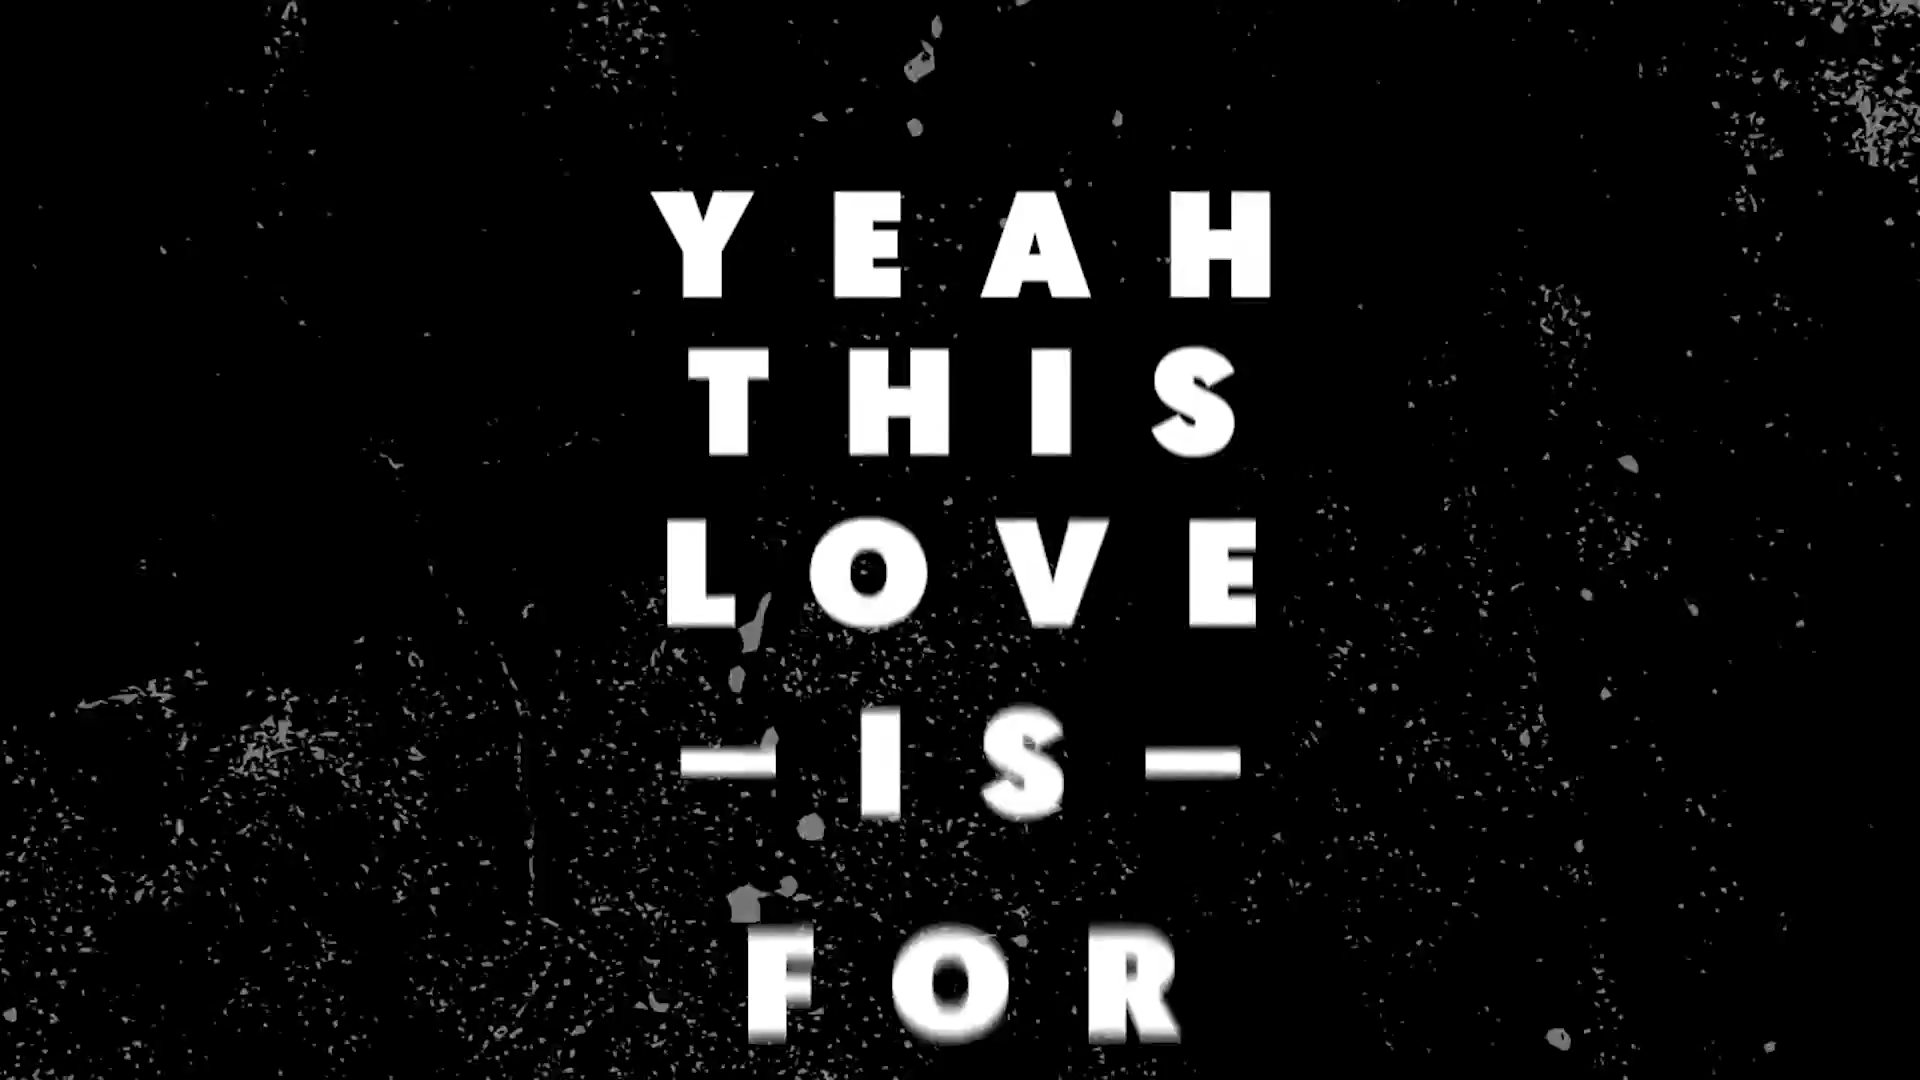 YEAH
THIS
LOVE
— IS —
FOR